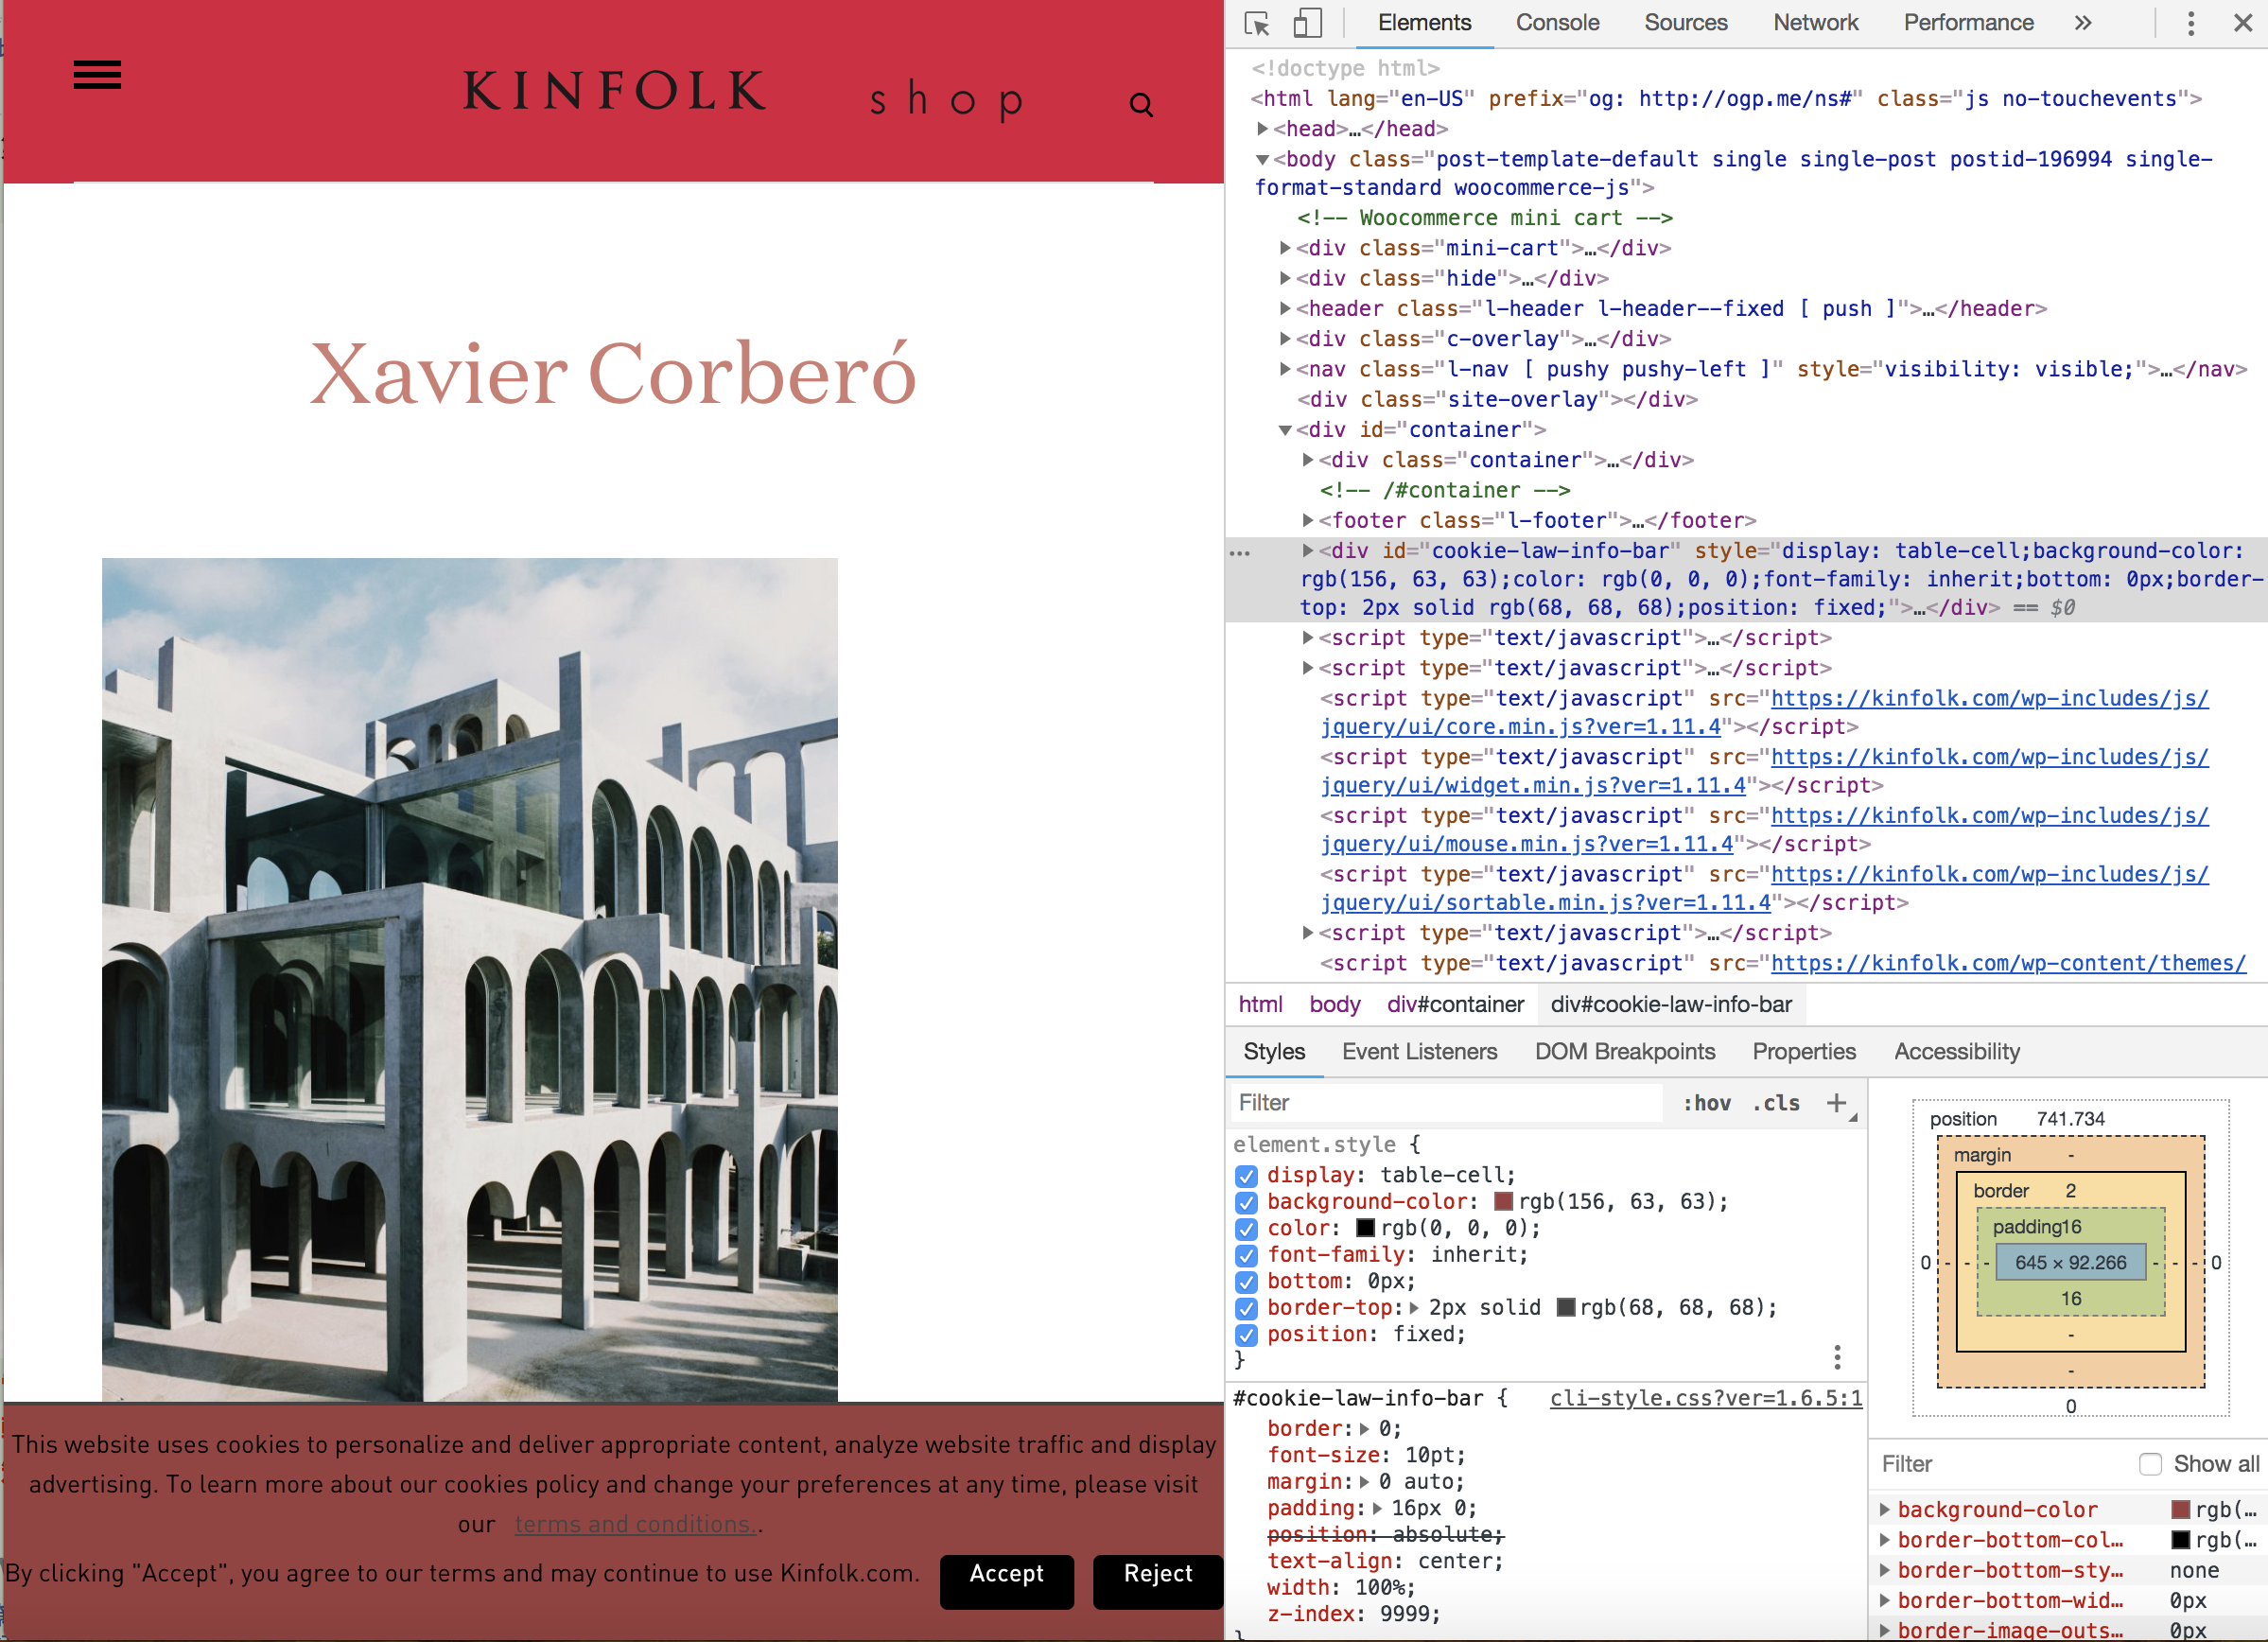 KINFOLK
shop
Xavier Corberó
This website uses cookies to personalize and deliver appropriate content, analyze website traffic and display
advertising. To learn more about our cookies policy and change your preferences at any time, please visit
our terms and conditions..
By clicking "Accept", you agree to our terms and may continue to use Kinfolk.com.
Accept
Reject
Elements Console Sources Network Performance »
<!doctype html>
<html lang="en-US" prefix="og: http://ogp.me/ns#" class="js no-touchevents">
<head>…</head>
<body class="post-template-default single single-post postid-196994 single-
format-standard woocommerce-js">
<!-- Woocommerce mini cart -->
<div class="mini-cart">…</div>
<div class="hide">…</div>
<header class="l-header l-header--fixed [ push ]">…</header>
<div class="c-overlay">…</div>
<nav class="l-nav [ pushy pushy-left ]" style="visibility: visible;">…</nav>
<div class="site-overlay"></div>
<div id="container">
<div class="container">…</div>
<!-- /#container -->
<footer class="l-footer">…</footer>
<div id="cookie-law-info-bar" style="display: table-cell;background-color:
rgb(156, 63, 63);color: rgb(0, 0, 0);font-family: inherit;bottom: 0px;border-
top: 2px solid rgb(68, 68, 68);position: fixed;">…</div> == $0
<script type="text/javascript">…</script>
<script type="text/javascript">…</script>
<script type="text/javascript" src="https://kinfolk.com/wp-includes/js/
jquery/ui/core.min.js?ver=1.11.4"></script>
<script type="text/javascript" src="https://kinfolk.com/wp-includes/js/
jquery/ui/widget.min.js?ver=1.11.4"></script>
<script type="text/javascript" src="https://kinfolk.com/wp-includes/js/
jquery/ui/mouse.min.js?ver=1.11.4"></script>
<script type="text/javascript" src="https://kinfolk.com/wp-includes/js/
jquery/ui/sortable.min.js?ver=1.11.4"></script>
<script type="text/javascript">…</script>
<script type="text/javascript" src="https://kinfolk.com/wp-content/themes/
html body div#container div#cookie-law-info-bar
Styles Event Listeners DOM Breakpoints Properties Accessibility
Filter :hov .cls +
element.style {
display: table-cell;
background-color: rgb(156, 63, 63);
color: rgb(0, 0, 0);
font-family: inherit;
bottom: 0px;
border-top: 2px solid rgb(68, 68, 68);
position: fixed;
}
#cookie-law-info-bar { cli-style.css?ver=1.6.5:1
border: 0;
font-size: 10pt;
margin: 0 auto;
padding: 16px 0;
position: absolute;
text-align: center;
width: 100%;
z-index: 9999;
}
position 741.734
margin -
border 2
padding16
0 - - - 645 × 92.266 - - - 0
16
-
-
0
Filter Show all
background-color rgb(…
border-bottom-col… rgb(…
border-bottom-sty… none
border-bottom-wid… 0px
border-image-outs… 0px